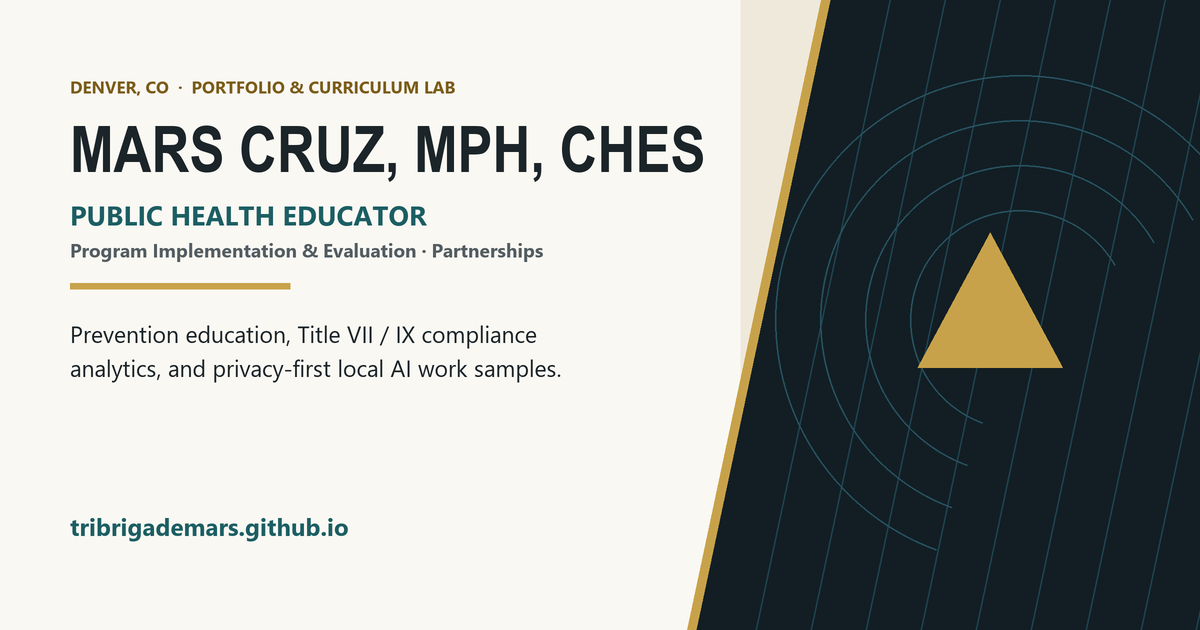 DENVER, CO · PORTFOLIO & CURRICULUM LAB
MARS CRUZ, MPH, CHES
PUBLIC HEALTH EDUCATOR
Program Implementation & Evaluation · Partnerships
Prevention education, Title VII / IX compliance
analytics, and privacy-first local AI work samples.
tribrigademars.github.io